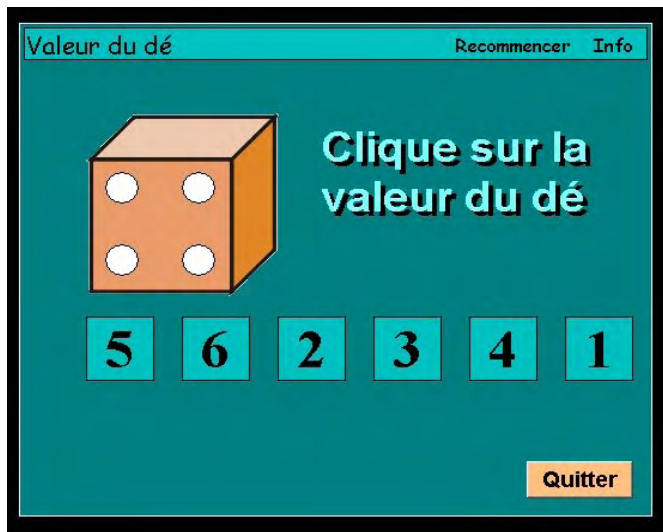 Valeur du dé Recommencer Info
Clique sur la
valeur du dé
5 6 2 3 4 1
Quitter